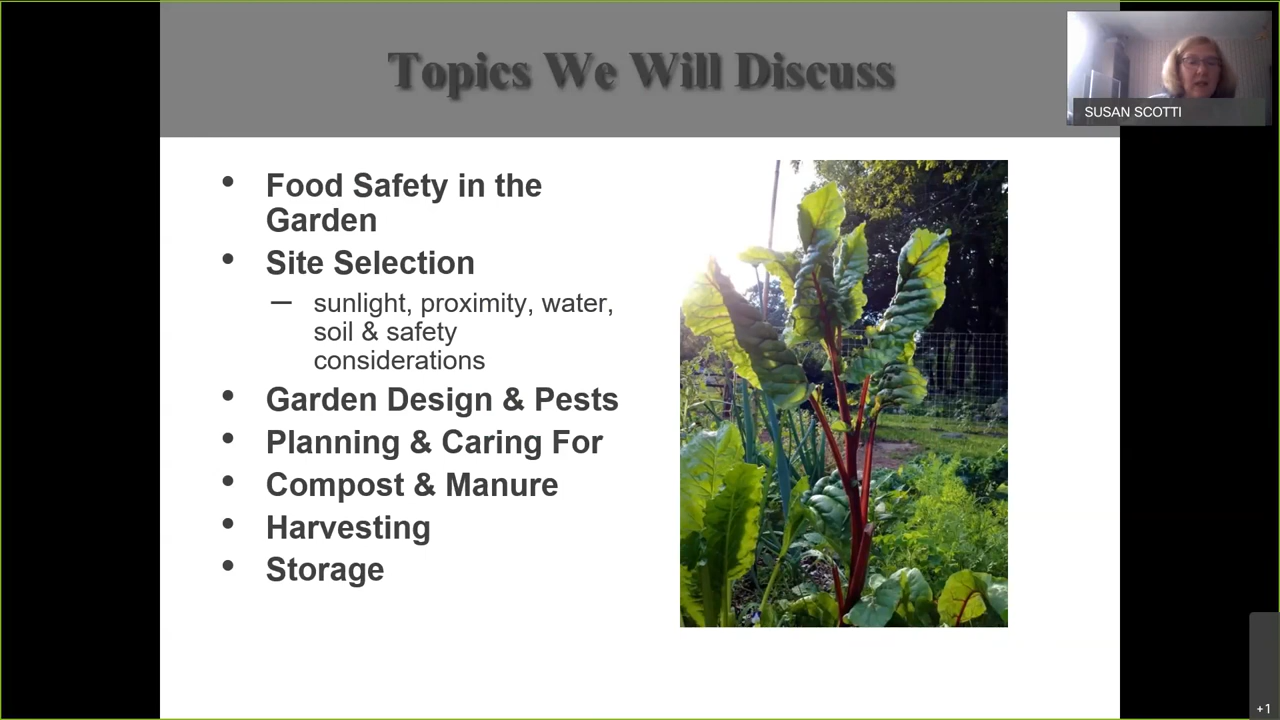 Topics We Will Discuss
SUSAN SCOTTI
• Food Safety in the
Garden
• Site Selection
– sunlight, proximity, water,
soil & safety
considerations
• Garden Design & Pests
• Planning & Caring For
• Compost & Manure
• Harvesting
• Storage
+1